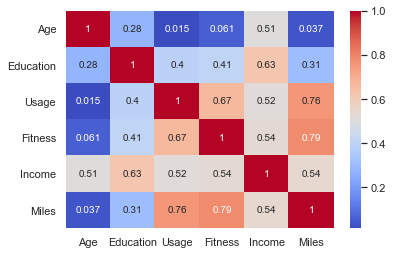 1.0
Age 1 0.28 0.015 0.061 0.51 0.037
Education 0.28 1 0.4 0.41 0.63 0.31
0.8
Usage 0.015 0.4 1 0.67 0.52 0.76
0.6
Fitness 0.061 0.41 0.67 1 0.54 0.79
0.4
Income 0.51 0.63 0.52 0.54 1 0.54
0.2
Miles 0.037 0.31 0.76 0.79 0.54 1
Age Education Usage Fitness Income Miles